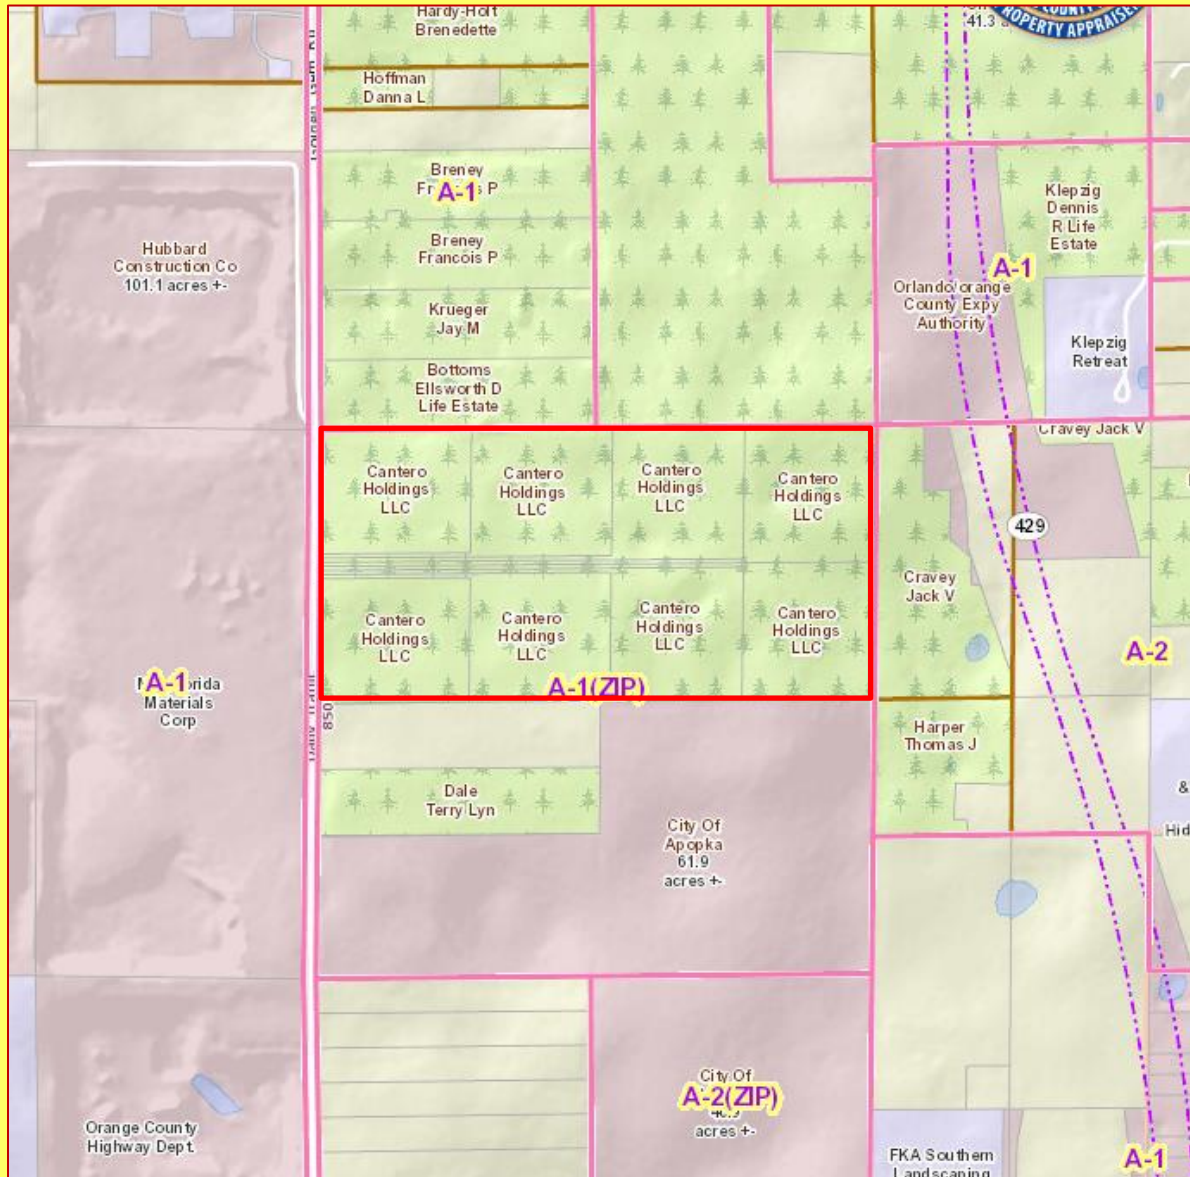 COUNTY
PROPERTY APPRAISER
41.3
Hardy-Holt
Brenedette
Hoffman
Danna L
Golden Gem Rd
Breney
P
A-1
Breney
Francois P
Krueger
Jay M
Bottoms
Ellsworth D
Life Estate
Hubbard
Construction Co
101.1 acres +-
Klepzig
Dennis
R Life
Estate
A-1
Orlando/orange
County Expy
Authority
Klepzig
Retreat
Cravey Jack V
429
Cantero
Holdings
LLC
Cantero
Holdings
LLC
Cantero
Holdings
LLC
Cantero
Holdings
LLC
Cantero
Holdings
LLC
Cantero
Holdings
LLC
Cantero
Holdings
LLC
Cantero
Holdings
LLC
A-1(ZIP)
Cravey
Jack V
A-2
A-1
Materials
Corp
850
Harper
Thomas J
Dale
Terry Lyn
City Of
Apopka
61.9
acres +-
&
Hid
City Of
A-2(ZIP)
acres +-
Orange County
Highway Dept.
FKA Southern
Landscaping
A-1